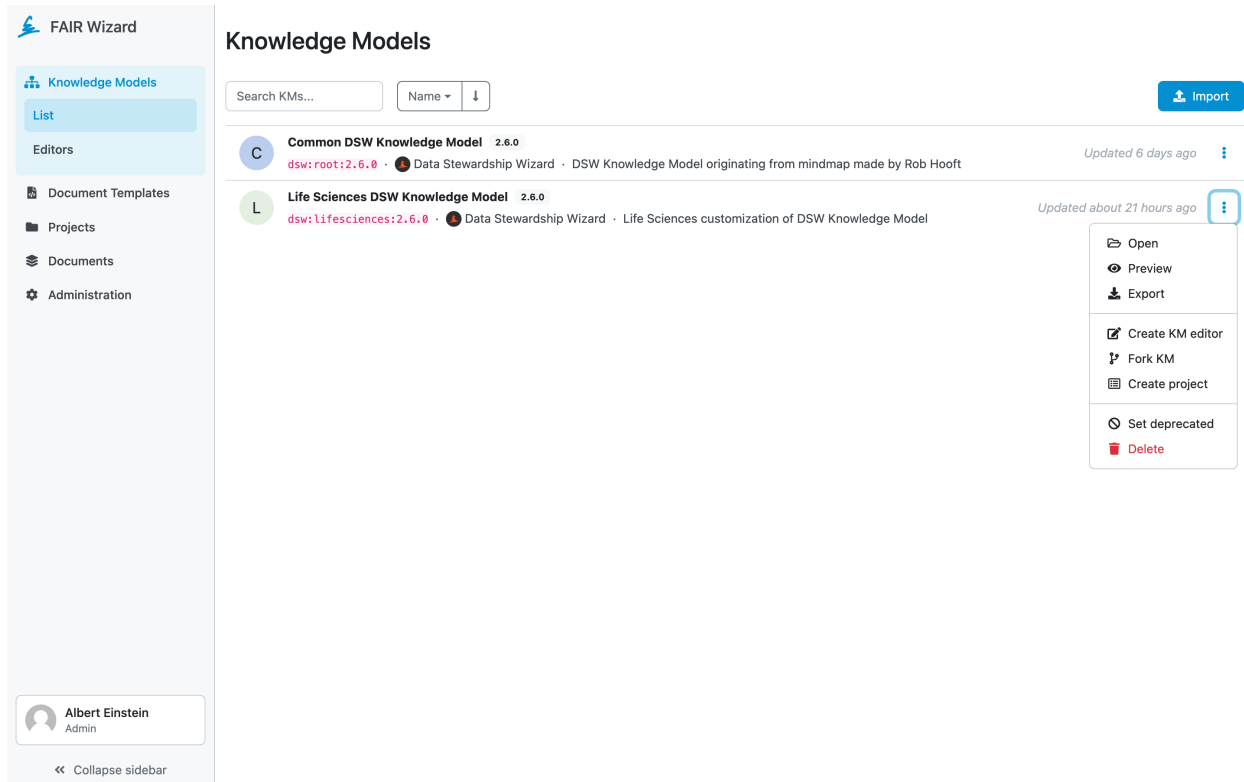 FAIR Wizard
Knowledge Models
List
Editors
Document Templates
Projects
Documents
Administration
Albert Einstein
Admin
Collapse sidebar
Knowledge Models
Search KMs...
Name
Import
C
Common DSW Knowledge Model 2.6.0
dsw:root:2.6.0 · Data Stewardship Wizard · DSW Knowledge Model originating from mindmap made by Rob Hooft
Updated 6 days ago
L
Life Sciences DSW Knowledge Model 2.6.0
dsw:lifesciences:2.6.0 · Data Stewardship Wizard · Life Sciences customization of DSW Knowledge Model
Updated about 21 hours ago
Open
Preview
Export
Create KM editor
Fork KM
Create project
Set deprecated
Delete